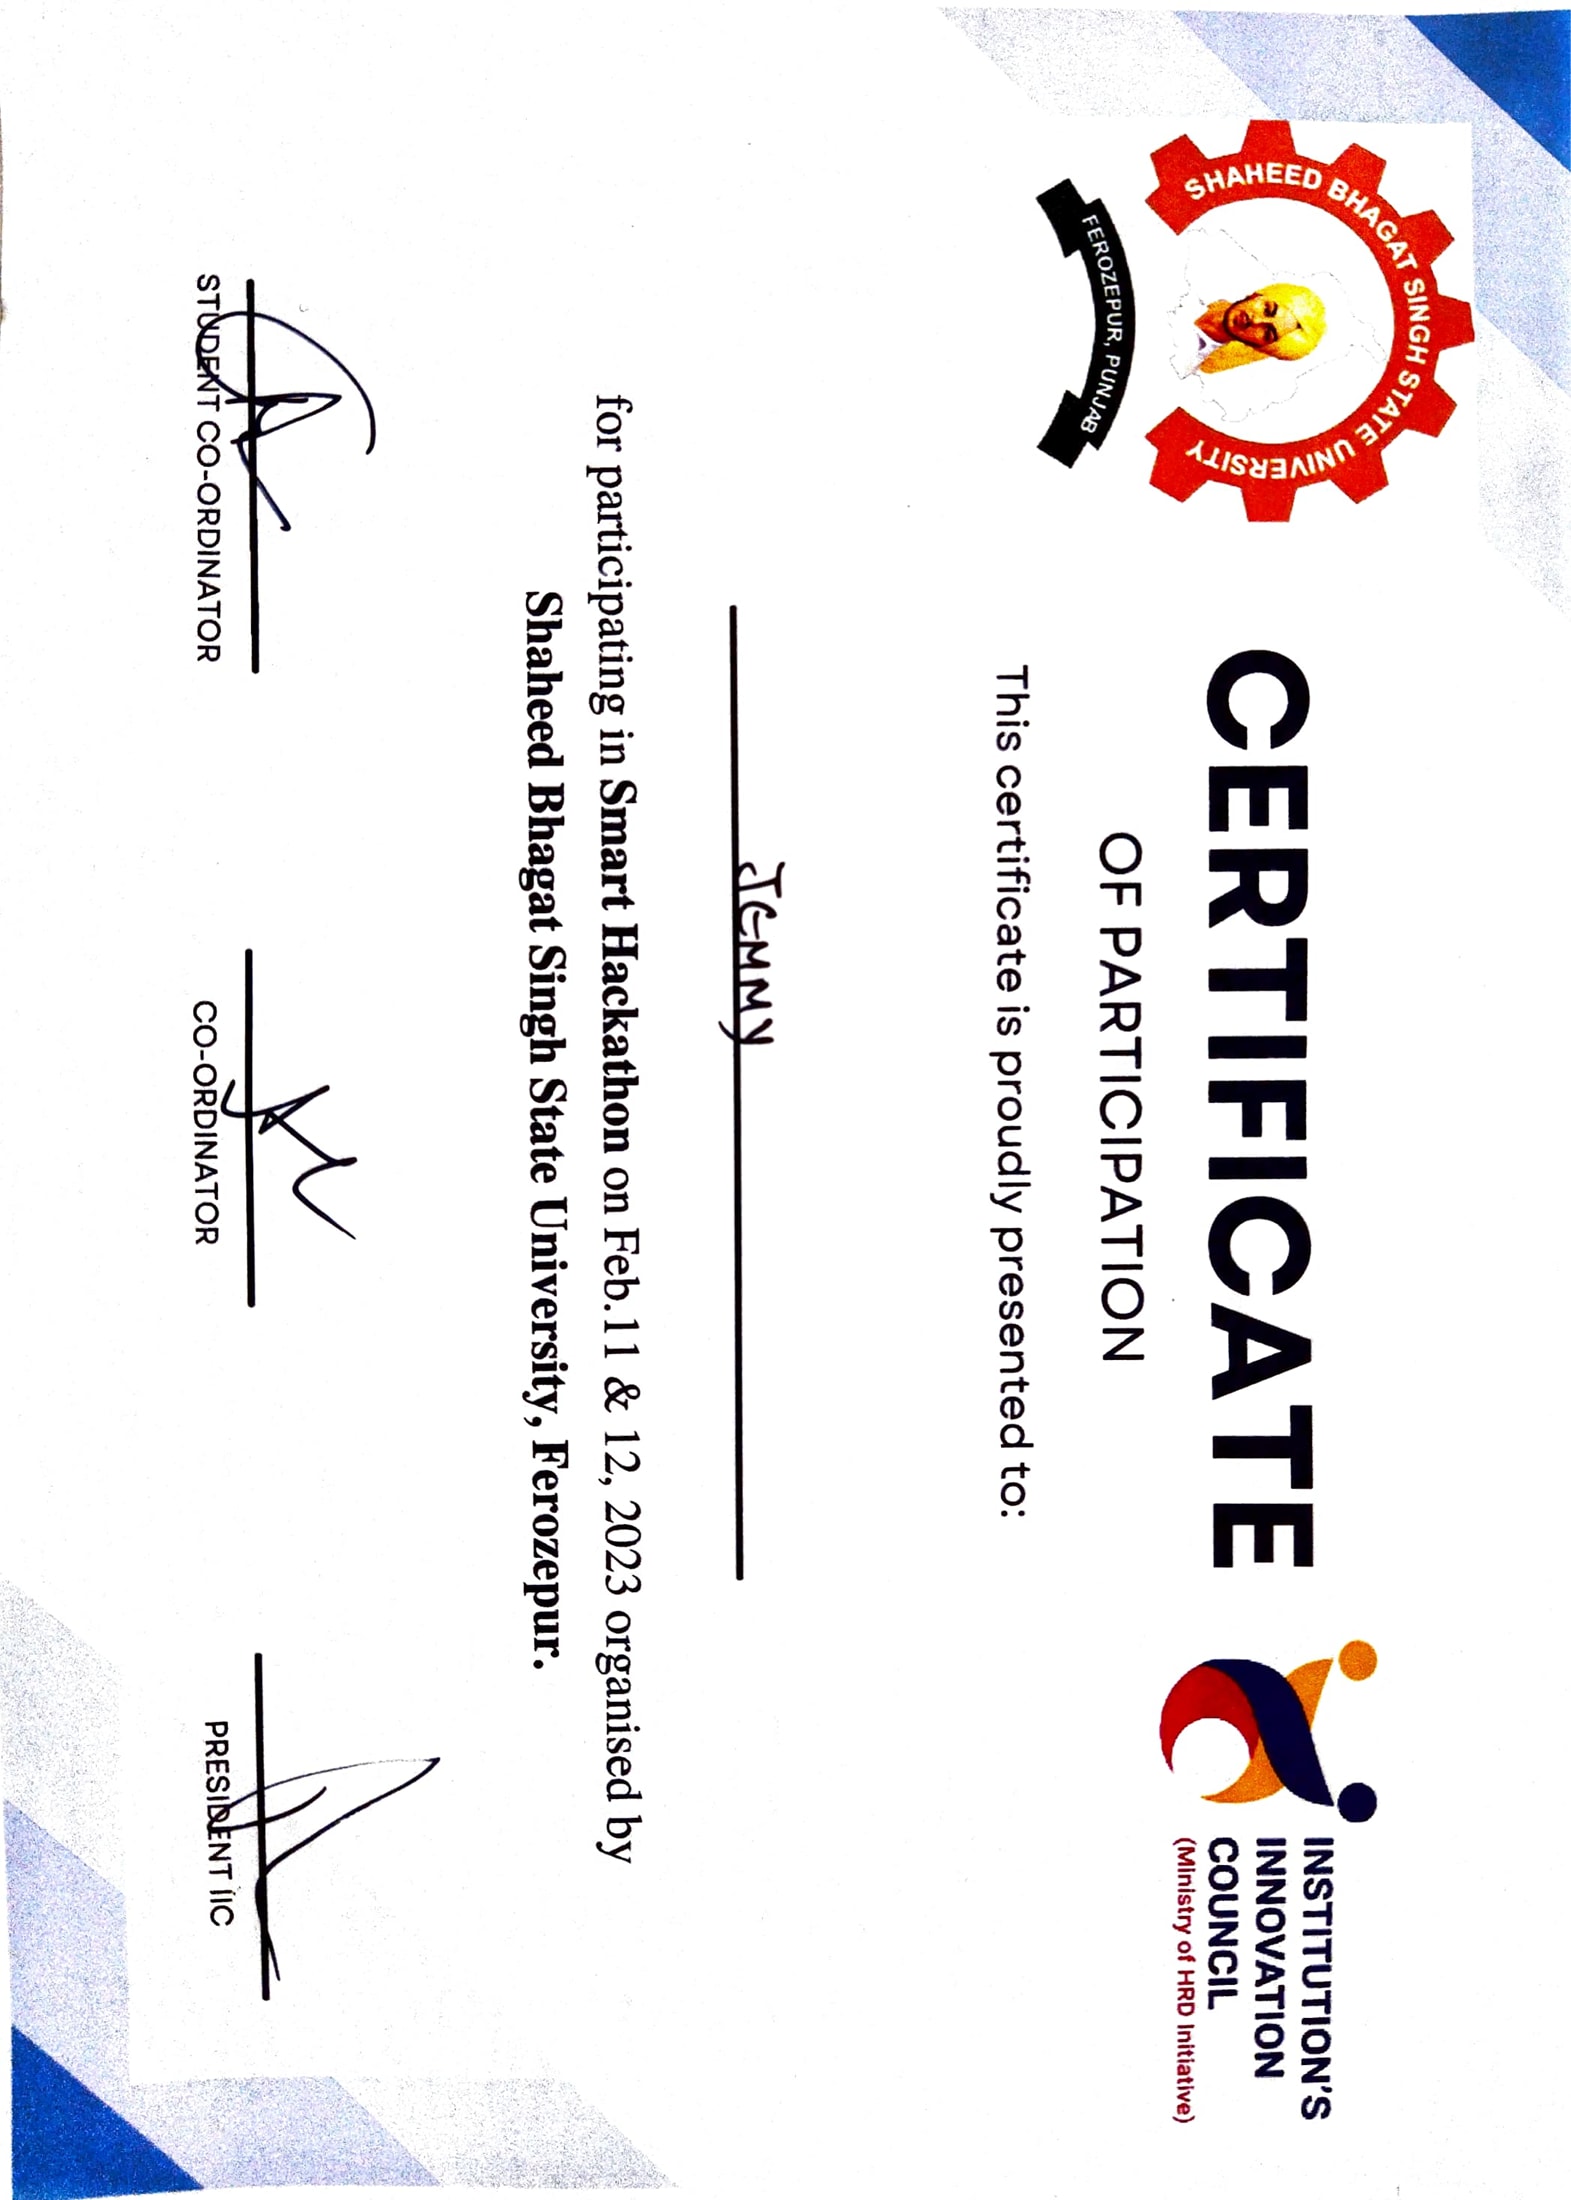 SHAHEED BHAGAT SINGH STATE UNIVERSITY
FEROZEPUR, PUNJAB
INSTITUTION'S
INNOVATION
COUNCIL
(Ministry of HRD Initiative)
CERTIFICATE
OF PARTICIPATION
This certificate is proudly presented to:
for participating in Smart Hackathon on Feb.11 & 12, 2023 organised by
Shaheed Bhagat Singh State University, Ferozepur.
STUDENT CO-ORDINATOR
CO-ORDINATOR
PRESIDENT IIC